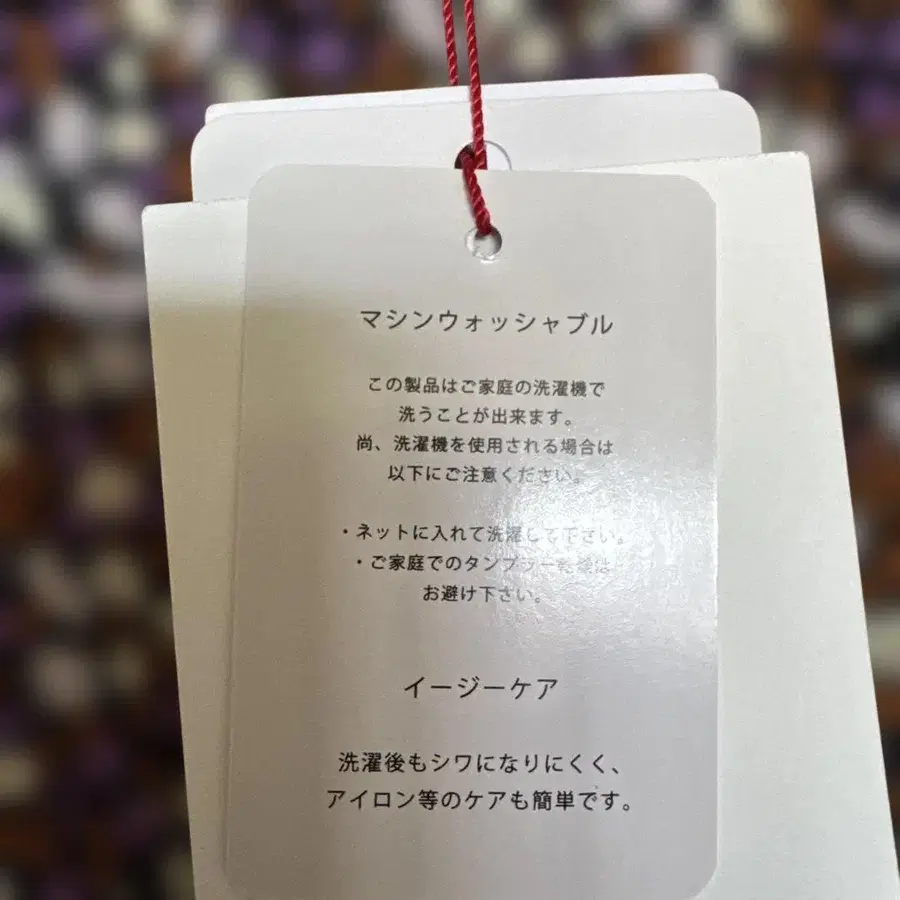 マシンウォッシャブル
この製品はご家庭の洗濯機で
洗うことが出来ます。
尚、洗濯機を使用される場合は
以下にご注意ください。
・ネットに入れて洗濯して下さい。
・ご家庭でのタンブラー乾燥は
お避け下さい。
イージーケア
洗濯後もシワになりにくく、
アイロン等のケアも簡単です。